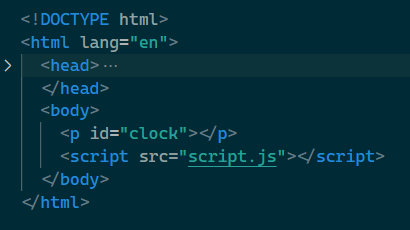 <!DOCTYPE html>
<html lang="en">
<head>···
</head>
<body>
<p id="clock"></p>
<script src="script.js"></script>
</body>
</html>